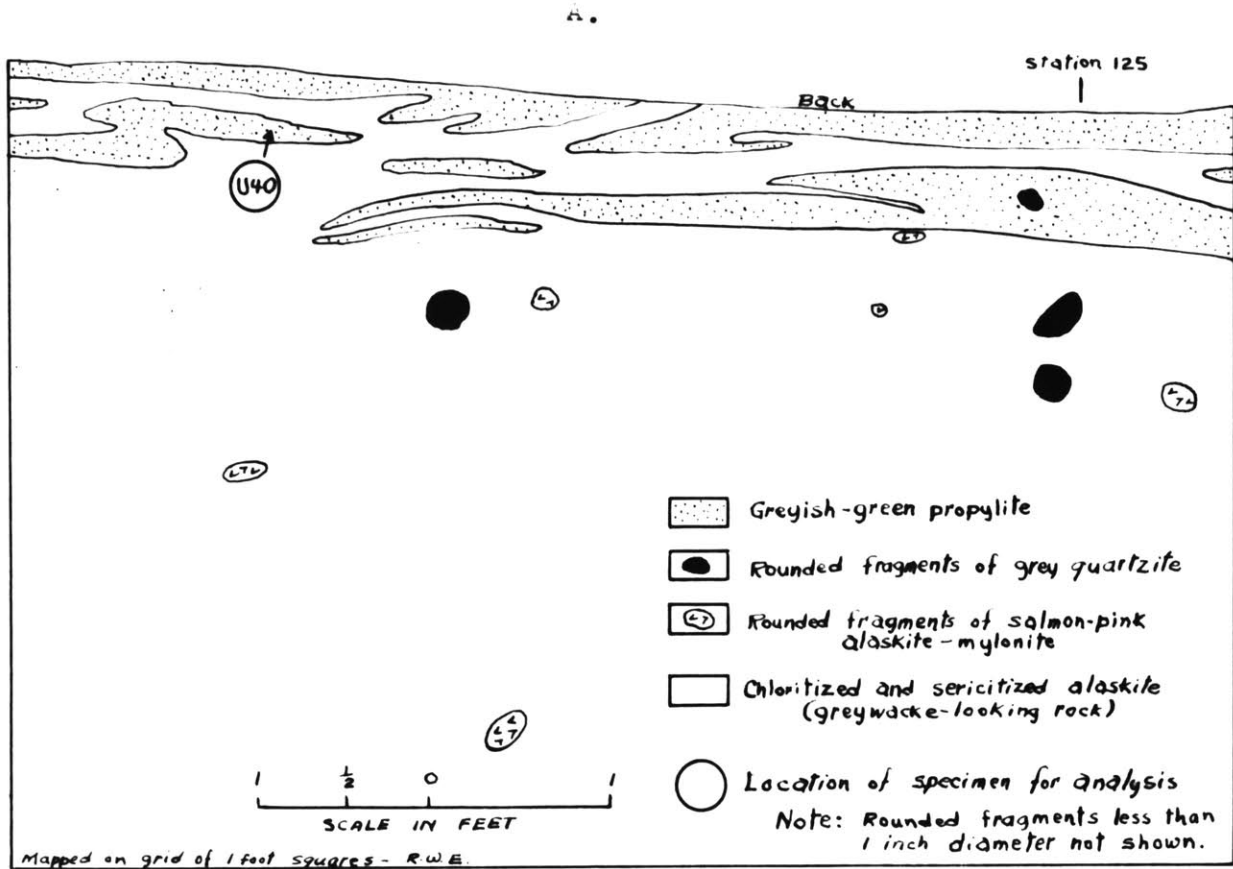 A.
station 125
Back
U40
Greyish-green propylite
Rounded fragments of grey quartzite
Rounded fragments of salmon-pink
alaskite-mylonite
Chloritized and sericitized alaskite
(greywacke-looking rock)
Location of specimen for analysis
Note: Rounded fragments less than
1 inch diameter not shown.
1 1/2 0 1
SCALE IN FEET
Mapped on grid of 1 foot squares - R.W.E.